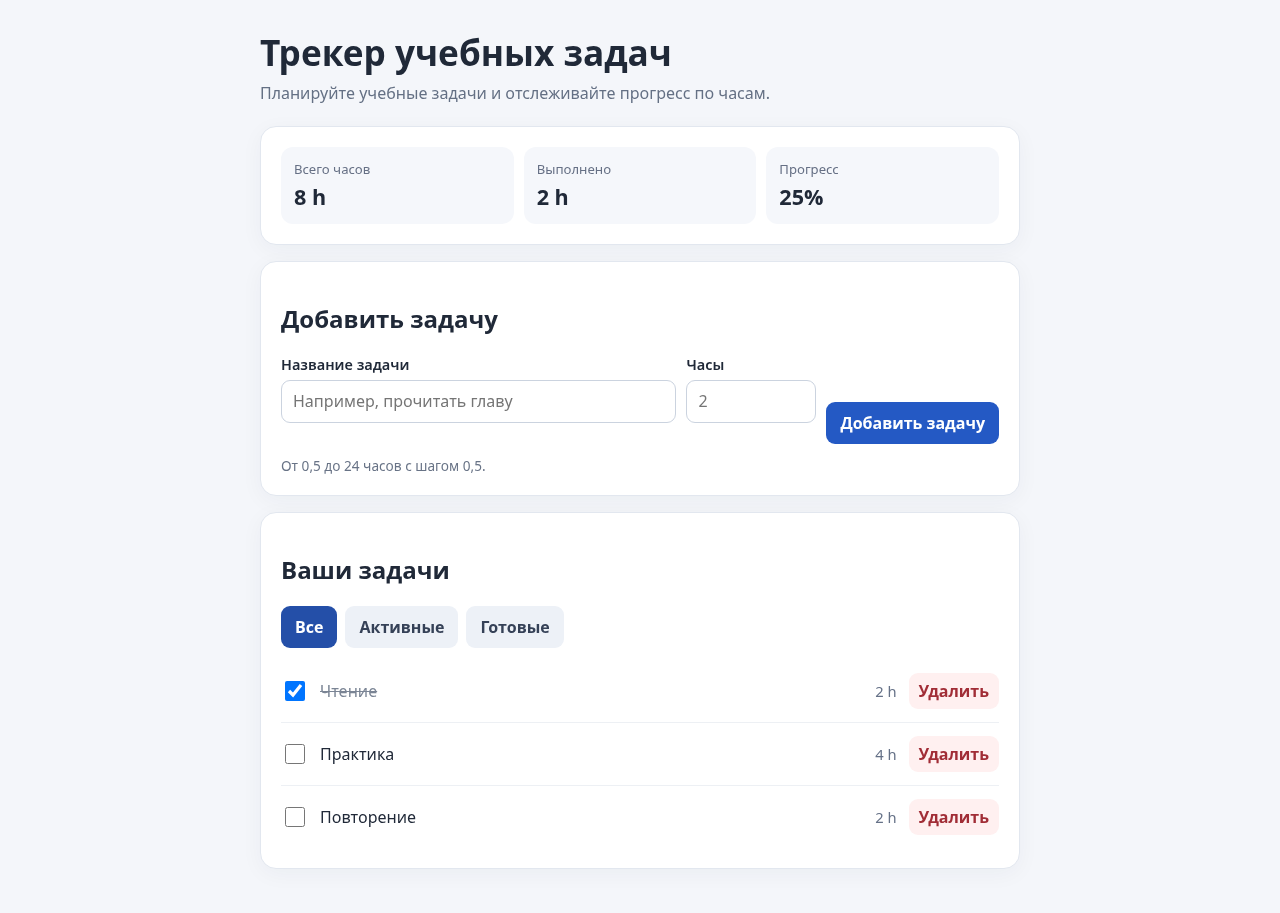 Трекер учебных задач
Планируйте учебные задачи и отслеживайте прогресс по часам.
Всего часов
8 h
Выполнено
2 h
Прогресс
25%
Добавить задачу
Название задачи
Например, прочитать главу
Часы
2
Добавить задачу
От 0,5 до 24 часов с шагом 0,5.
Ваши задачи
Все Активные Готовые
Чтение 2 h Удалить
Практика 4 h Удалить
Повторение 2 h Удалить